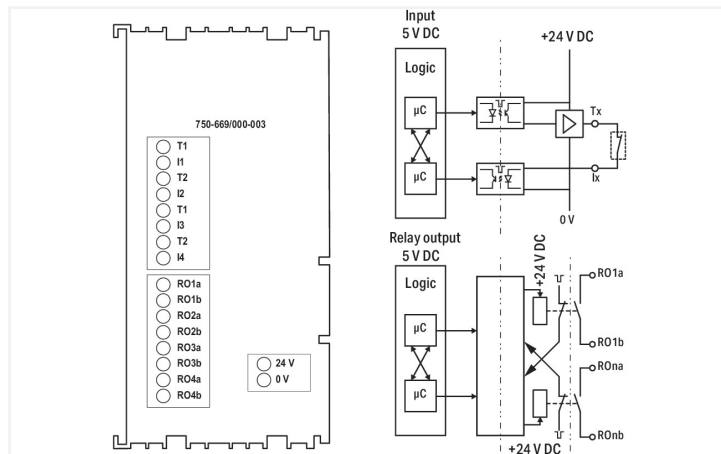 750-669/000-003
T1
I1
T2
I2
T1
I3
T2
I4
RO1a
RO1b
RO2a
RO2b
RO3a
RO3b
RO4a
RO4b
24 V
0 V
Input
5 V DC
Logic
µC
µC
+24 V DC
Tx
Ix
0 V
Relay output
5 V DC
Logic
µC
µC
+24 V DC
RO1a
RO1b
ROna
ROnb
+24 V DC